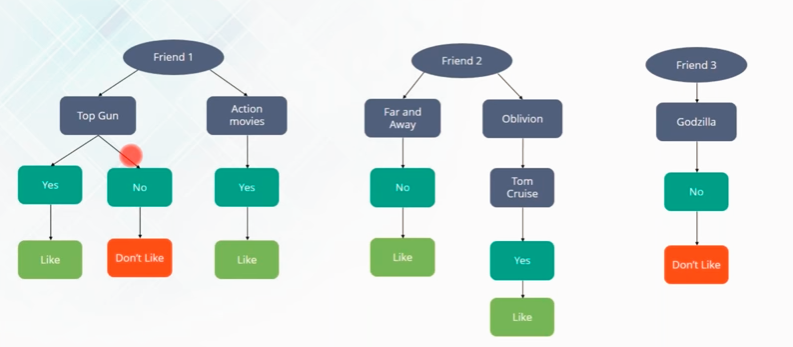 Friend 1
Friend 2
Friend 3
Top Gun
Action
movies
Far and
Away
Oblivion
Godzilla
Yes
No
Yes
No
Tom
Cruise
No
Like
Don't Like
Like
Like
Yes
Don't Like
Like